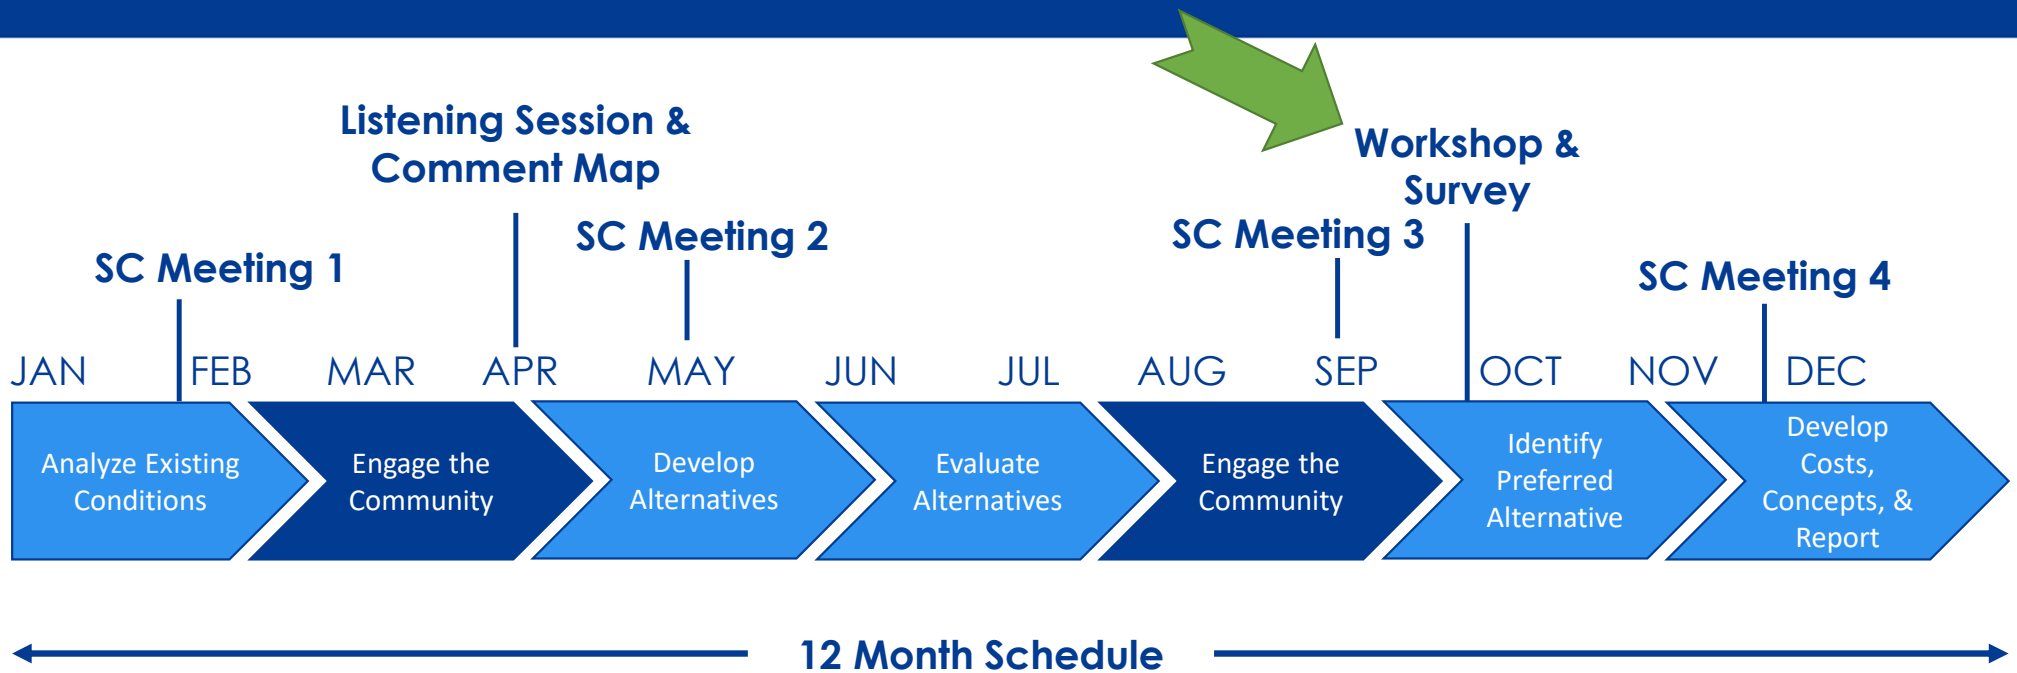 Listening Session &
Comment Map
Workshop &
Survey
SC Meeting 1
SC Meeting 2
SC Meeting 3
SC Meeting 4
JAN FEB MAR APR MAY JUN JUL AUG SEP OCT NOV DEC
Analyze Existing
Conditions
Engage the
Community
Develop
Alternatives
Evaluate
Alternatives
Engage the
Community
Identify
Preferred
Alternative
Develop
Costs,
Concepts, &
Report
12 Month Schedule